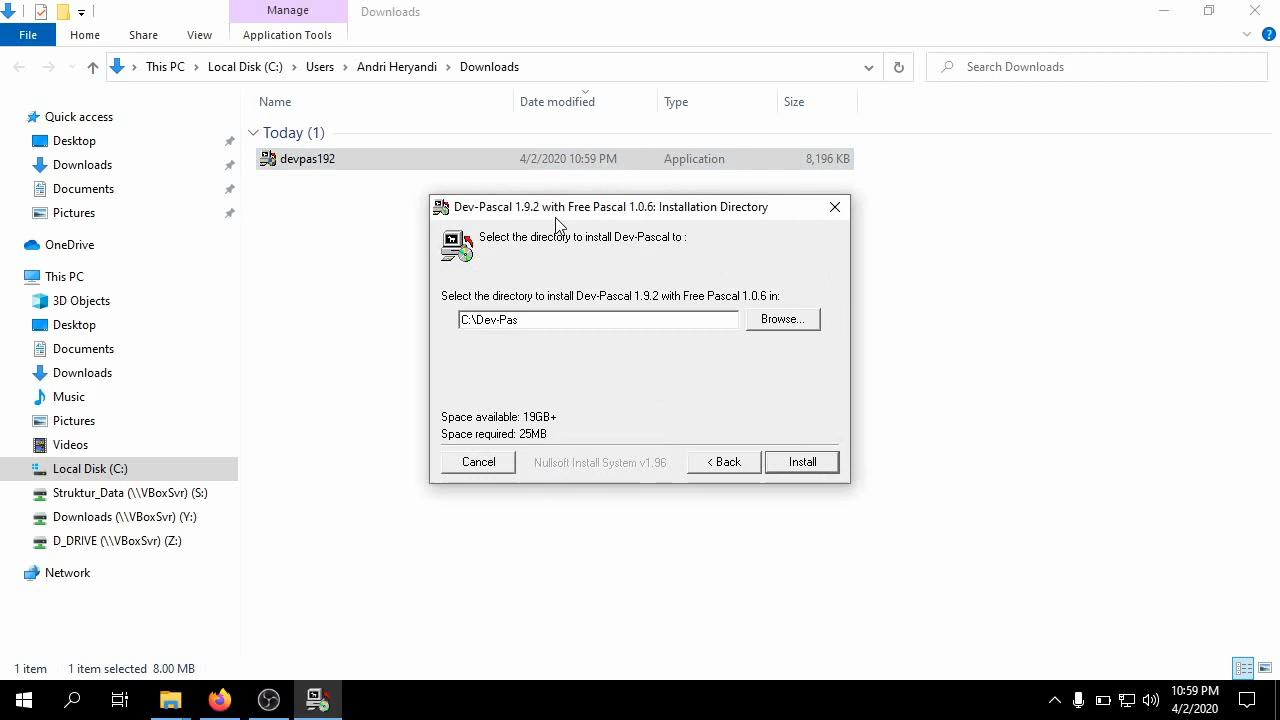 Manage
Downloads
File
Home
Share
View
Application Tools
This PC
Local Disk (C:)
Users
Andri Heryandi
Downloads
Search Downloads
Name
Date modified
Type
Size
Quick access
Desktop
Downloads
Documents
Pictures
OneDrive
This PC
3D Objects
Desktop
Documents
Downloads
Music
Pictures
Videos
Local Disk (C:)
Struktur_Data (\\VBoxSvr) (S:)
Downloads (\\VBoxSvr) (Y:)
D_DRIVE (\\VBoxSvr) (Z:)
Network
Today (1)
devpas192 4/2/2020 10:59 PM Application 8,196 KB
Dev-Pascal 1.9.2 with Free Pascal 1.0.6: Installation Directory
Select the directory to install Dev-Pascal to :
Select the directory to install Dev-Pascal 1.9.2 with Free Pascal 1.0.6 in:
C:\Dev-Pas
Browse...
Space available: 19GB+
Space required: 25MB
Cancel
Nullsoft Install System v1.96
< Back
Install
1 item
1 item selected 8.00 MB
10:59 PM
4/2/2020